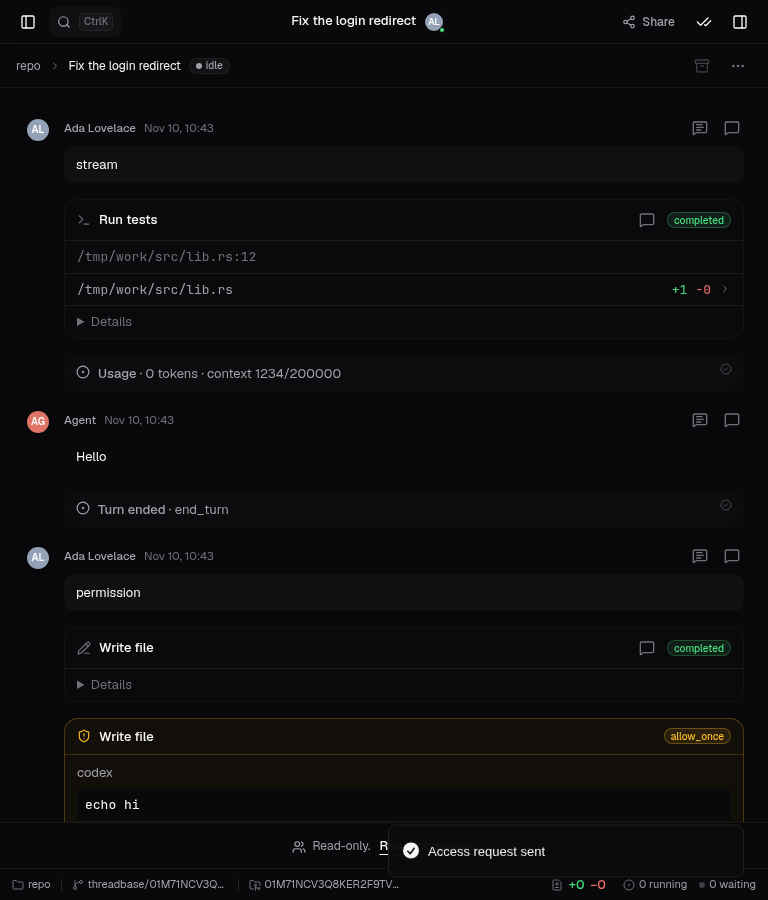 CtrlK
Fix the login redirect
AL
Share
repo
Fix the login redirect
idle
AL
Ada Lovelace
Nov 10, 10:43
stream
Run tests
completed
/tmp/work/src/lib.rs:12
/tmp/work/src/lib.rs
+1 -0
Details
Usage · 0 tokens · context 1234/200000
AG
Agent
Nov 10, 10:43
Hello
Turn ended · end_turn
AL
Ada Lovelace
Nov 10, 10:43
permission
Write file
completed
Details
Write file
allow_once
codex
echo hi
Read-only.
Access request sent
repo
threadbase/01M71NCV3Q…
01M71NCV3Q8KER2F9TV…
+0 −0
0 running
0 waiting